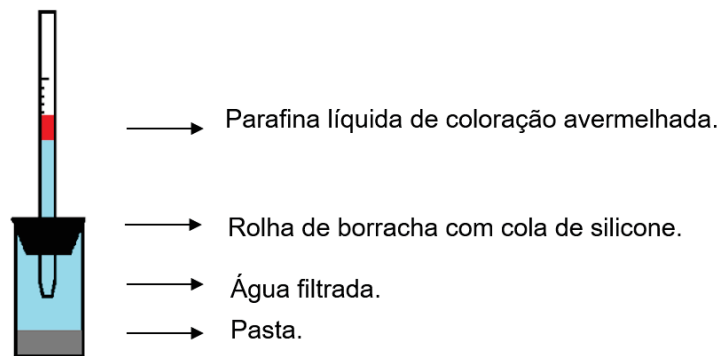 Parafina líquida de coloração avermelhada.
Rolha de borracha com cola de silicone.
Água filtrada.
Pasta.